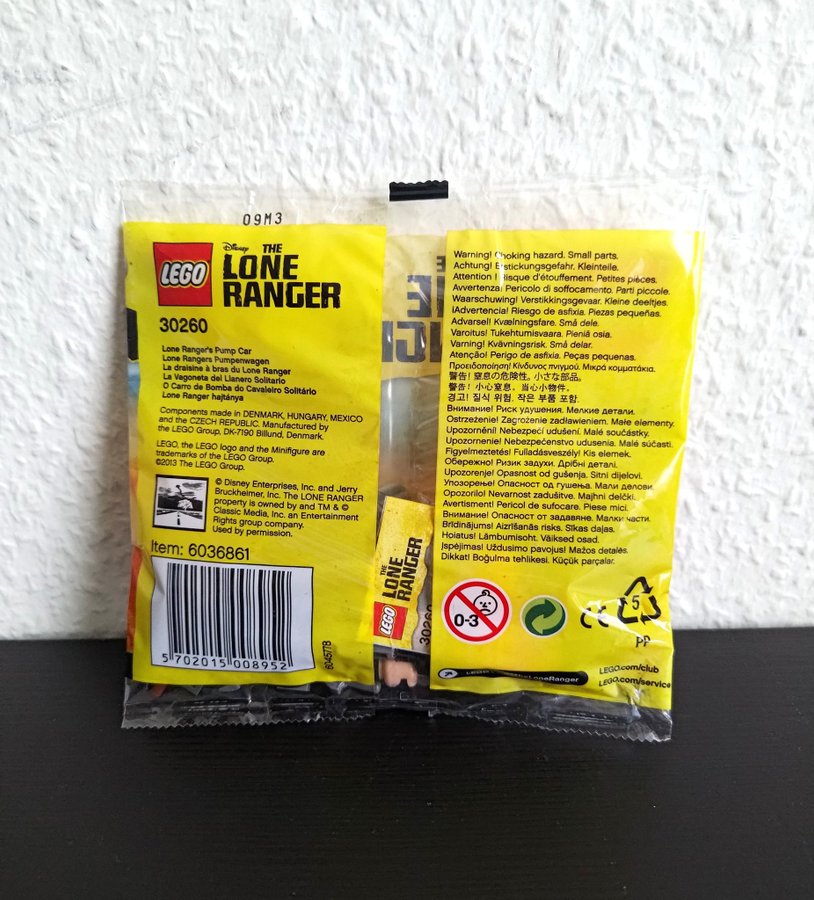 09M3
LEGO
Disney THE
LONE
RANGER
30260
Lone Ranger's Pump Car
Lone Rangers Pumpenwagen
La draisine à bras du Lone Ranger
La Vagoneta del Llanero Solitario
O Carro de Bomba do Cavaleiro Solitário
Lone Ranger hajtánya
Components made in DENMARK, HUNGARY, MEXICO
and the CZECH REPUBLIC. Manufactured by
the LEGO Group, DK-7190 Billund, Denmark.
LEGO, the LEGO logo and the Minifigure are
trademarks of the LEGO Group.
©2013 The LEGO Group.
© Disney Enterprises, Inc. and Jerry
Bruckheimer, Inc. The LONE RANGER
property is owned by and TM & ©
Classic Media, Inc. an Entertainment
Rights group company.
Used by permission.
Item: 6036861
5 702015 008952
6045778
LEGO
THE
LONE
RANGER
30260
Warning! Choking hazard. Small parts.
Achtung! Erstickungsgefahr. Kleinteile.
Attention ! Risque d'étouffement. Petites pièces.
Avvertenza! Pericolo di soffocamento. Parti piccole.
Waarschuwing! Verstikkingsgevaar. Kleine deeltjes.
¡Advertencia! Riesgo de asfixia. Piezas pequeñas.
Advarsel! Kvælningsfare. Små dele.
Varoitus! Tukehtumisvaara. Pieniä osia.
Varning! Kvävningsrisk. Små delar.
Atenção! Perigo de asfixia. Peças pequenas.
Προειδοποίηση! Κίνδυνος πνιγμού. Μικρά κομματάκια.
警告! 窒息の危険性。小さな部品。
警告! 小心窒息，当心小物件.
경고! 질식 위험. 작은 부품 포함.
Внимание! Риск удушения. Мелкие детали.
Ostrzeżenie! Zagrożenie zadławieniem. Małe elementy.
Upozornění! Nebezpečí udušení. Malé součástky.
Upozornenie! Nebezpečenstvo udusenia. Malé súčasti.
Figyelmeztetés! Fulladásveszély! Kis elemek.
Обережно! Ризик задухи. Дрібні деталі.
Upozorenje! Opasnost od gušenja. Sitni dijelovi.
Упозорење! Опасност од гушења. Мали делови.
Opozorilo! Nevarnost zadušitve. Majhni delčki.
Avertisment! Pericol de sufocare. Piese mici.
Внимание! Опасност от задавяне. Малки части.
Brīdinājums! Aizrīšanās risks. Sīkas daļas.
Hoiatus! Lämbumisoht. Väiksed osad.
Įspėjimas! Uždusimo pavojus! Mažos detalės.
Dikkat! Boğulma tehlikesi. Küçük parçalar.
0-3
CE
5
PP
LoneRanger
LEGO.com/club
LEGO.com/service